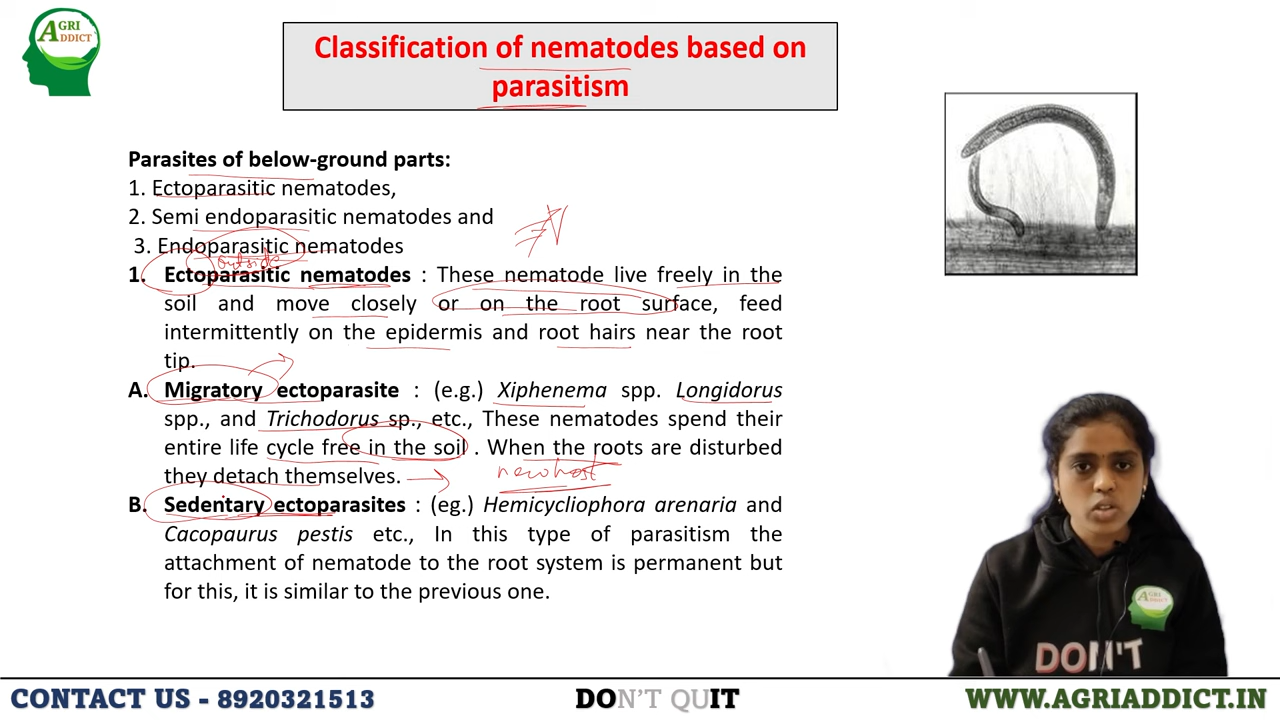 AGRI
ADDICT
Classification of nematodes based on
parasitism
Parasites of below-ground parts:
1. Ectoparasitic nematodes,
2. Semi endoparasitic nematodes and
3. Endoparasitic nematodes
outside
1. Ectoparasitic nematodes : These nematode live freely in the
soil and move closely or on the root surface, feed
intermittently on the epidermis and root hairs near the root
tip.
A. Migratory ectoparasite : (e.g.) Xiphenema spp. Longidorus
spp., and Trichodorus sp., etc., These nematodes spend their
entire life cycle free in the soil . When the roots are disturbed
they detach themselves. new host
B. Sedentary ectoparasites : (eg.) Hemicycliophora arenaria and
Cacopaurus pestis etc., In this type of parasitism the
attachment of nematode to the root system is permanent but
for this, it is similar to the previous one.
AGRI
ADDICT
DON'T
CONTACT US - 8920321513
DON'T QUIT
WWW.AGRIADDICT.IN